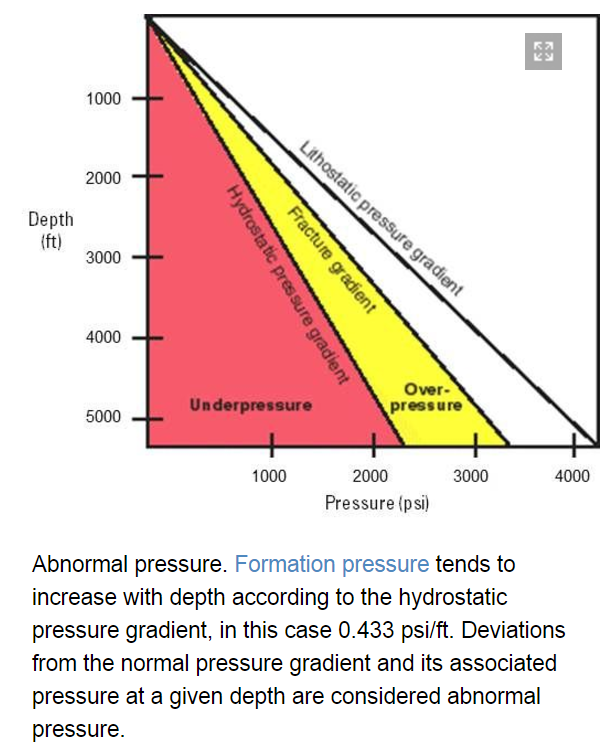 1000
2000
Depth
(ft)
3000
4000
5000
Lithostatic pressure gradient
Fracture gradient
Hydrostatic pressure gradient
Underpressure
Over-
pressure
1000 2000 3000 4000
Pressure (psi)
Abnormal pressure. Formation pressure tends to
increase with depth according to the hydrostatic
pressure gradient, in this case 0.433 psi/ft. Deviations
from the normal pressure gradient and its associated
pressure at a given depth are considered abnormal
pressure.